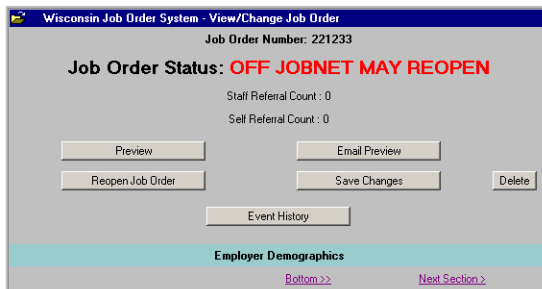 Wisconsin Job Order System - View/Change Job Order
Job Order Number: 221233
Job Order Status: OFF JOBNET MAY REOPEN
Staff Referral Count : 0
Self Referral Count : 0
Preview Email Preview
Reopen Job Order Save Changes Delete
Event History
Employer Demographics
Bottom >> Next Section >